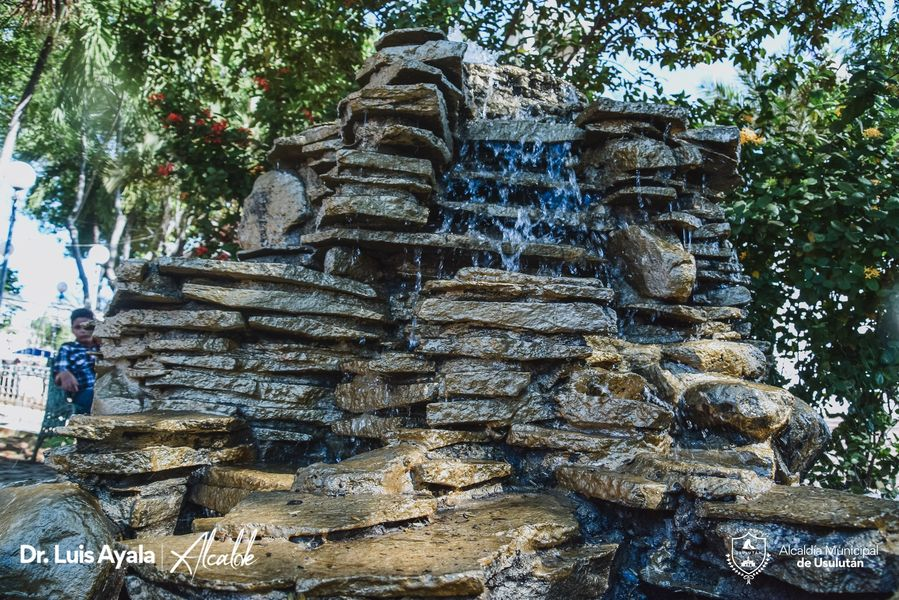 Dr. Luis Ayala | Alcalde
Alcaldía Municipal
de Usulután